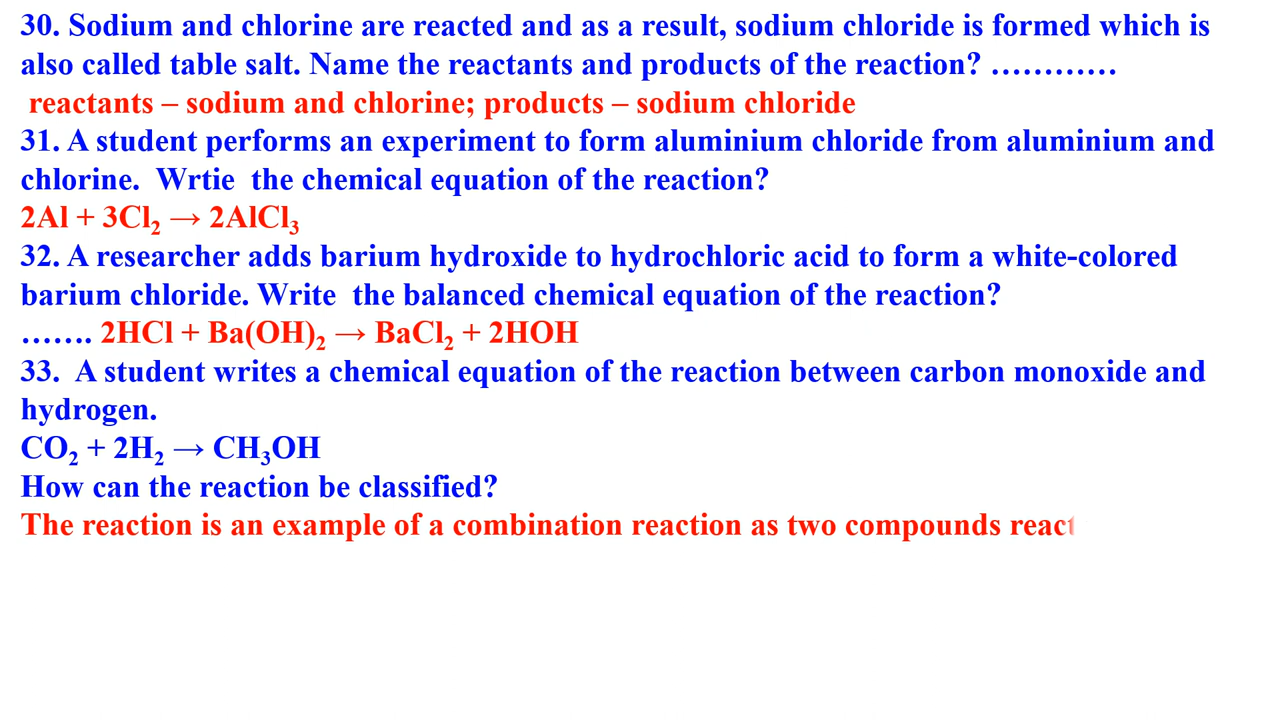 30. Sodium and chlorine are reacted and as a result, sodium chloride is formed which is
also called table salt. Name the reactants and products of the reaction? …………
reactants – sodium and chlorine; products – sodium chloride
31. A student performs an experiment to form aluminium chloride from aluminium and
chlorine.  Wrtie  the chemical equation of the reaction?
2Al + 3Cl₂ → 2AlCl₃
32. A researcher adds barium hydroxide to hydrochloric acid to form a white-colored
barium chloride. Write  the balanced chemical equation of the reaction?
……. 2HCl + Ba(OH)₂ → BaCl₂ + 2HOH
33.  A student writes a chemical equation of the reaction between carbon monoxide and
hydrogen.
CO₂ + 2H₂ → CH₃OH
How can the reaction be classified?
The reaction is an example of a combination reaction as two compounds react